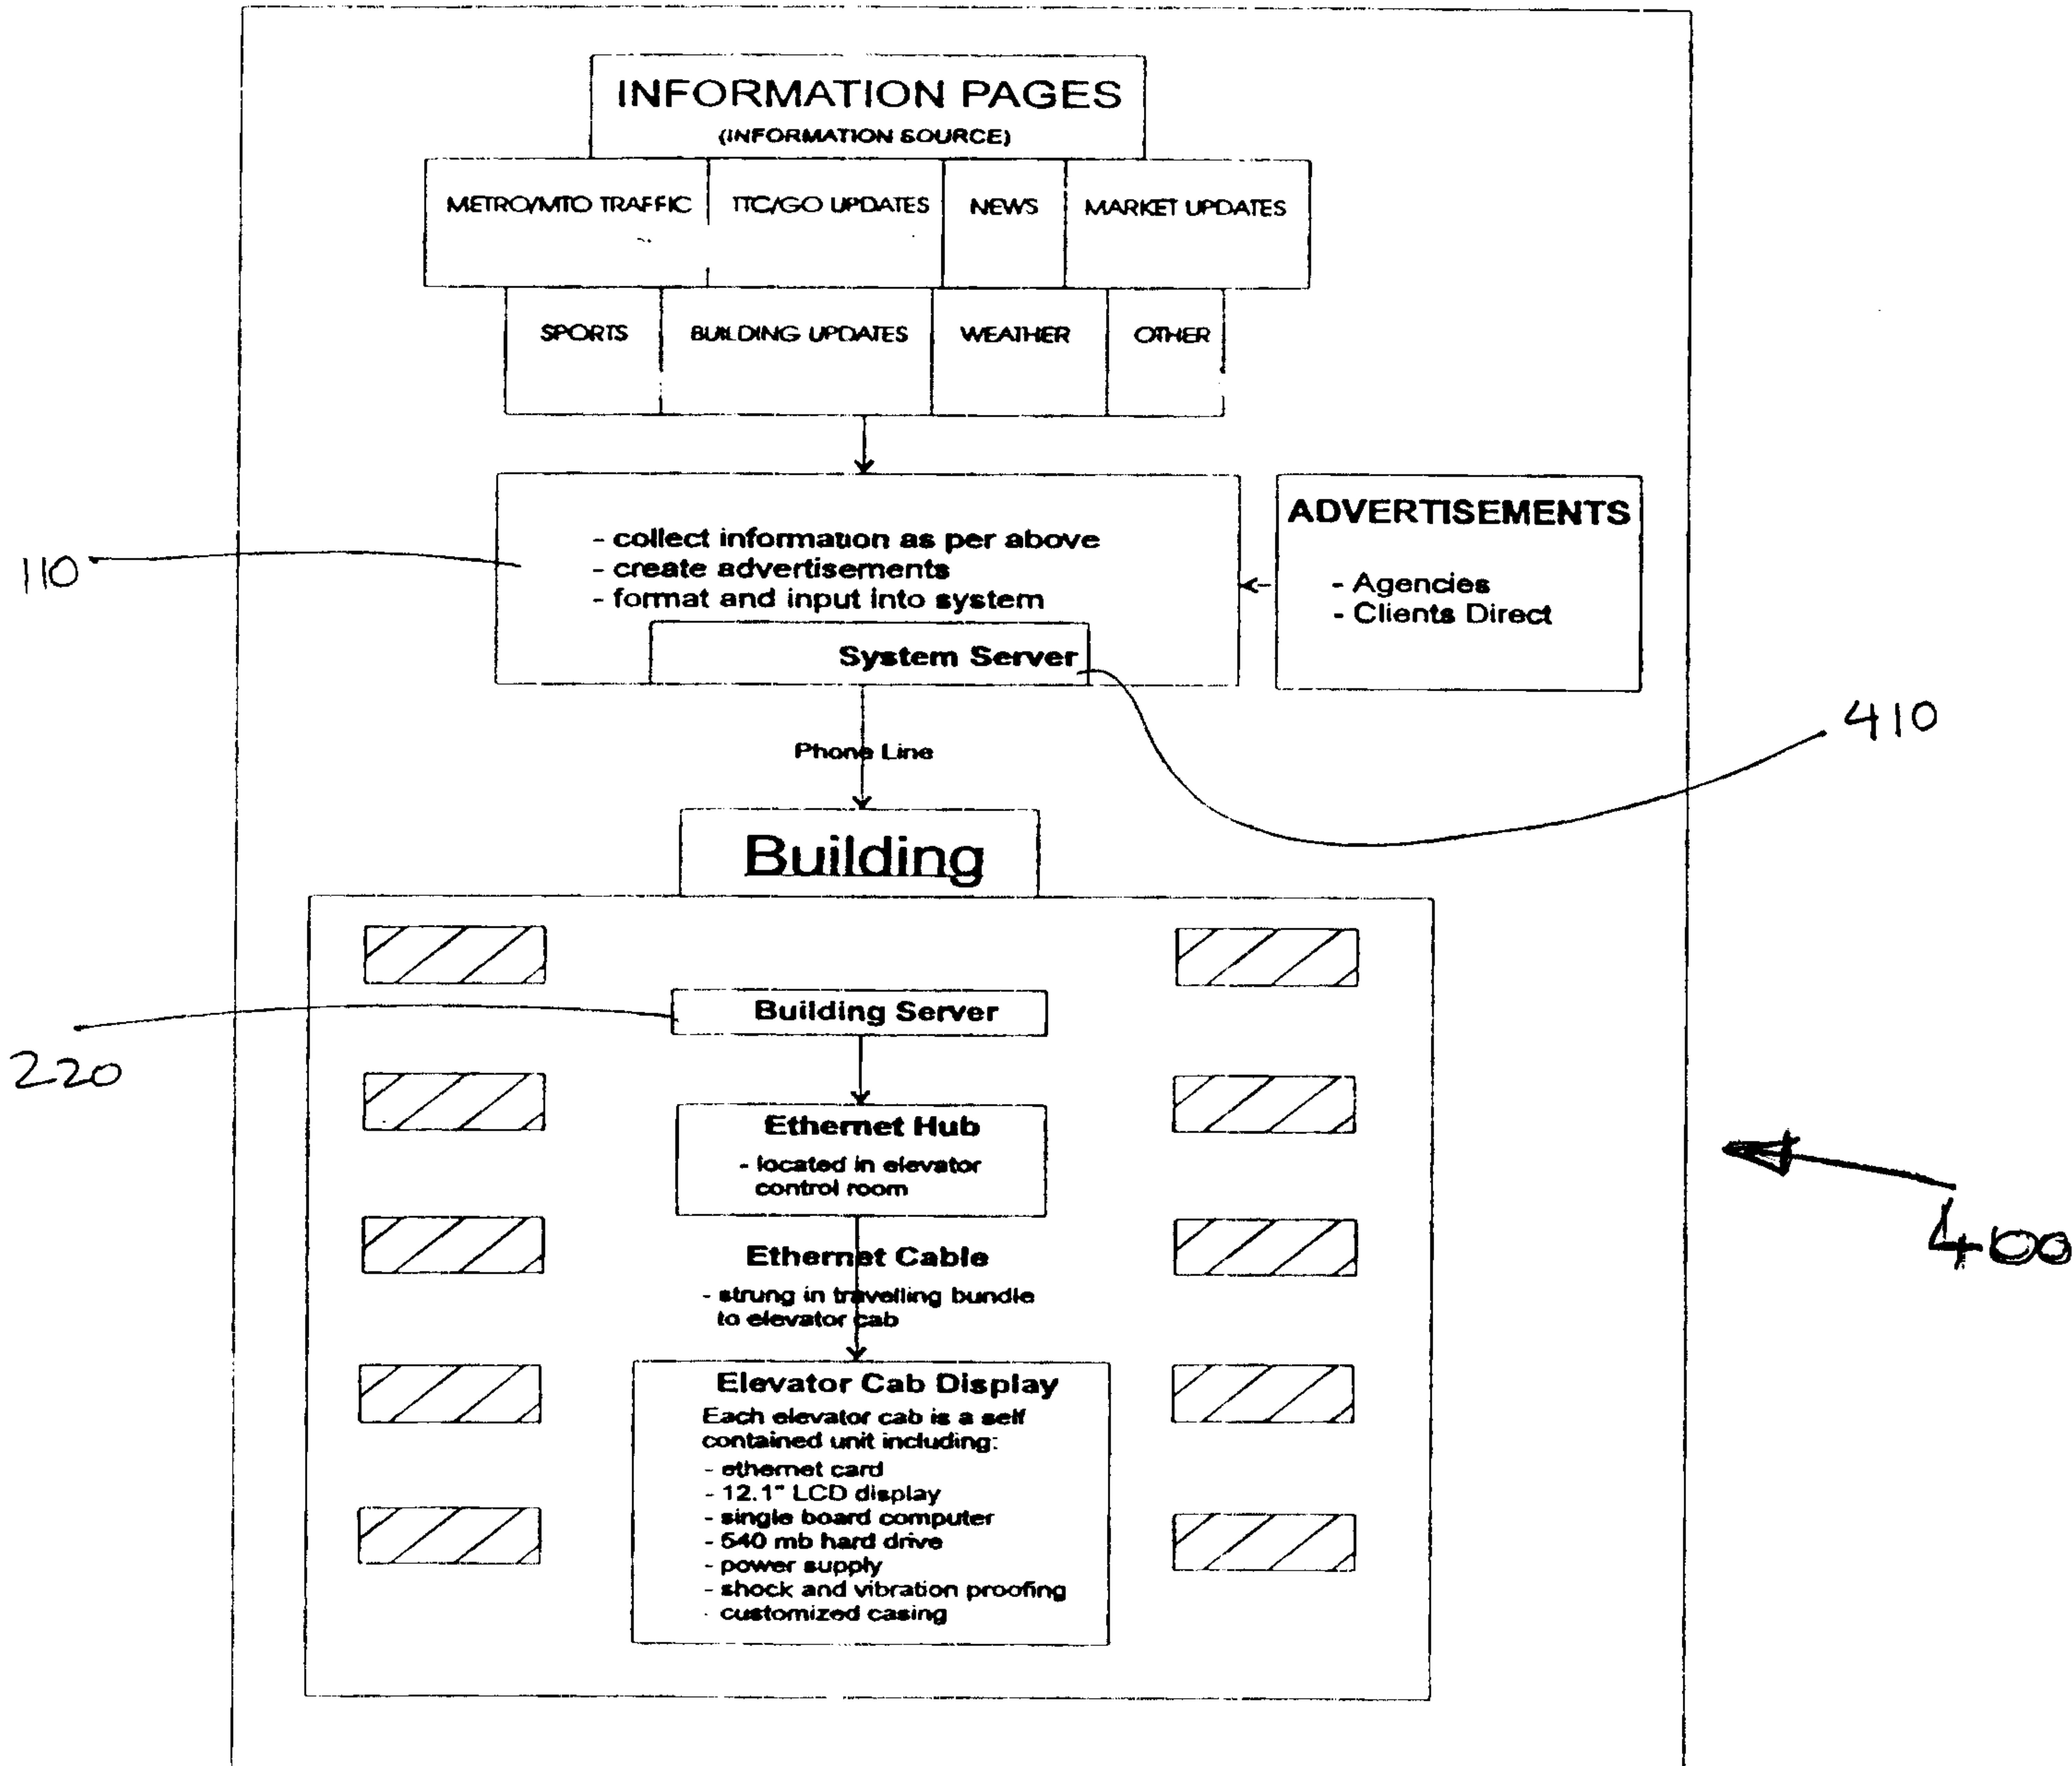 INFORMATION PAGES
(INFORMATION SOURCE)
METRO/MTO TRAFFIC
TTC/GO UPDATES
NEWS
MARKET UPDATES
SPORTS
BUILDING UPDATES
WEATHER
OTHER
- collect information as per above
- create advertisements
- format and input into system
System Server
ADVERTISEMENTS
- Agencies
- Clients Direct
110
410
Phone Line
Building
Building Server
220
Ethernet Hub
- located in elevator
control room
400
Ethernet Cable
- strung in travelling bundle
to elevator cab
Elevator Cab Display
Each elevator cab is a self
contained unit including:
- ethernet card
- 12.1" LCD display
- single board computer
- 540 mb hard drive
- power supply
- shock and vibration proofing
- customized casing